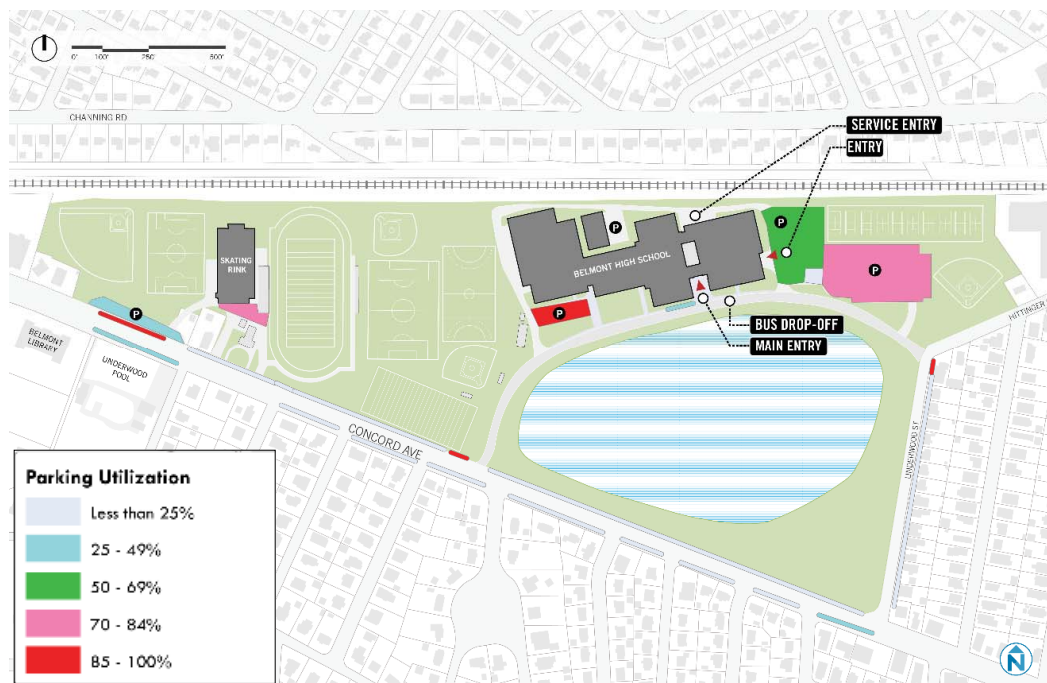 0'
100'
250'
500'
CHANNING RD.
SERVICE ENTRY
ENTRY
P
P
BELMONT HIGH SCHOOL
P
SKATING
RINK
P
P
HITTINGER
BUS DROP-OFF
MAIN ENTRY
BELMONT
LIBRARY
UNDERWOOD
POOL
CONCORD AVE
UNDERWOOD ST
Parking Utilization
Less than 25%
25 - 49%
50 - 69%
70 - 84%
85 - 100%
N